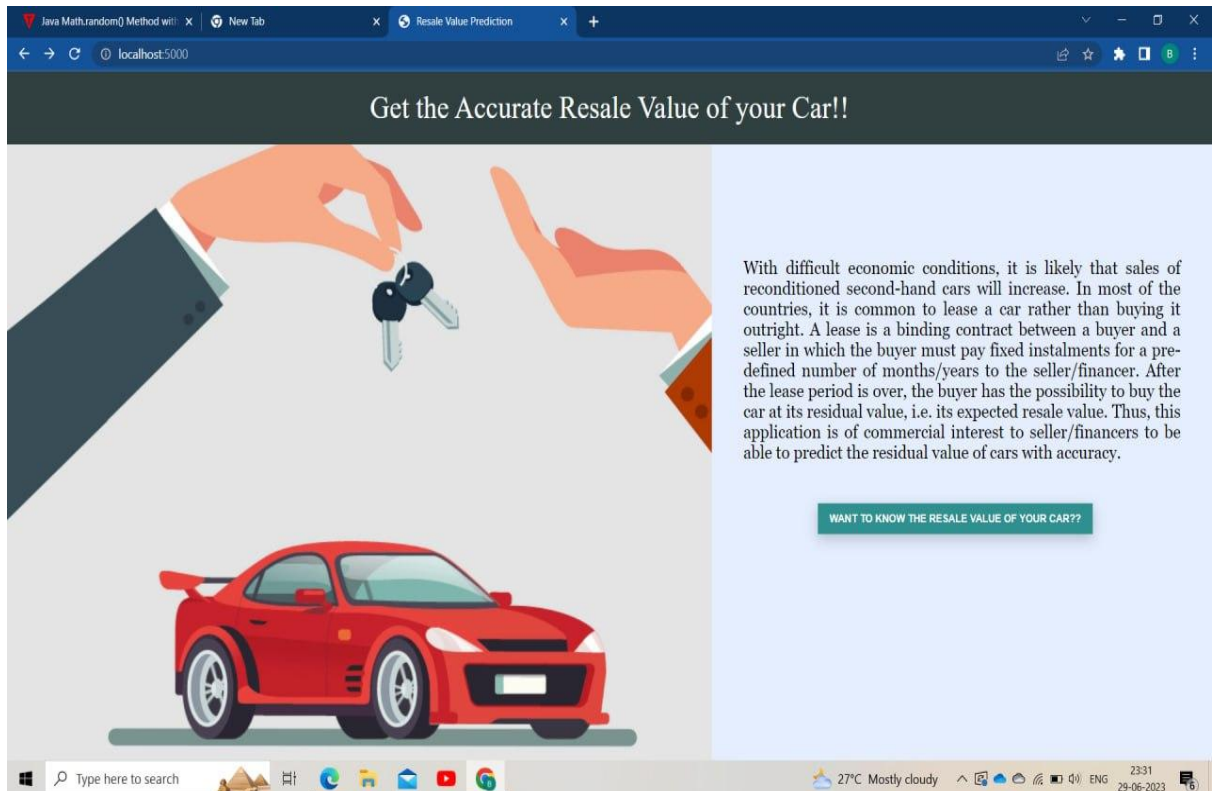 Java Math.random() Method with
New Tab
Resale Value Prediction
localhost:5000
B
Get the Accurate Resale Value of your Car!!
With difficult economic conditions, it is likely that sales of
reconditioned second-hand cars will increase. In most of the
countries, it is common to lease a car rather than buying it
outright. A lease is a binding contract between a buyer and a
seller in which the buyer must pay fixed instalments for a pre-
defined number of months/years to the seller/financer. After
the lease period is over, the buyer has the possibility to buy the
car at its residual value, i.e. its expected resale value. Thus, this
application is of commercial interest to seller/financers to be
able to predict the residual value of cars with accuracy.
WANT TO KNOW THE RESALE VALUE OF YOUR CAR??
Type here to search
27°C Mostly cloudy
ENG
23:31
29-06-2023
6